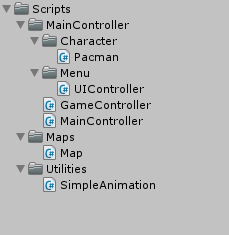 Scripts
MainController
Character
Pacman
Menu
UIController
GameController
MainController
Maps
Map
Utilities
SimpleAnimation